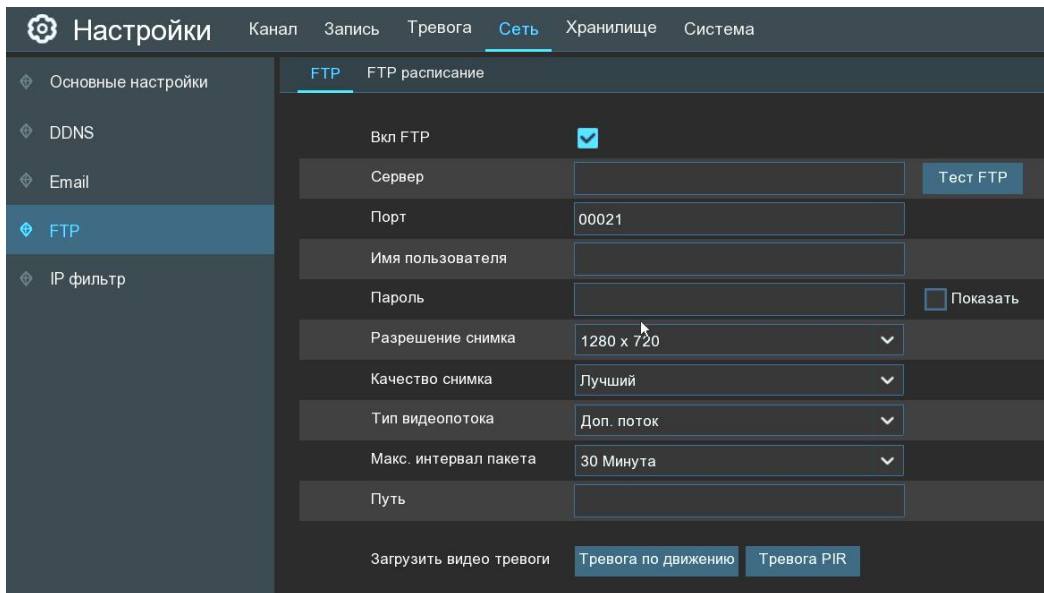 Настройки
Канал Запись Тревога Сеть Хранилище Система
Основные настройки
DDNS
Email
FTP
IP фильтр
FTP FTP расписание
Вкл FTP
Сервер Тест FTP
Порт 00021
Имя пользователя
Пароль Показать
Разрешение снимка 1280 x 720
Качество снимка Лучший
Тип видеопотока Доп. поток
Макс. интервал пакета 30 Минута
Путь
Загрузить видео тревоги Тревога по движению Тревога PIR